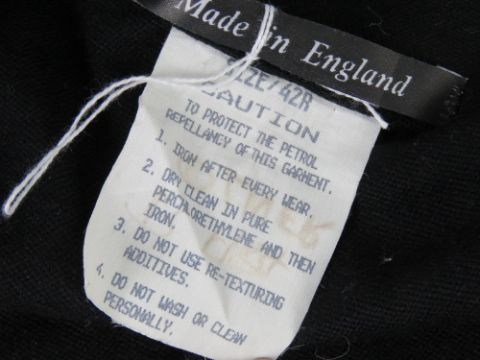 Made in England
SIZE/42R
CAUTION
TO PROTECT THE PETROL
REPELLANCY OF THIS GARMENT.
1. IRON AFTER EVERY WEAR.
2. DRY CLEAN IN PURE
PERCHLORETHYLENE AND THEN
IRON.
3. DO NOT USE RE-TEXTURING
ADDITIVES.
4. DO NOT WASH OR CLEAN
PERSONALLY.